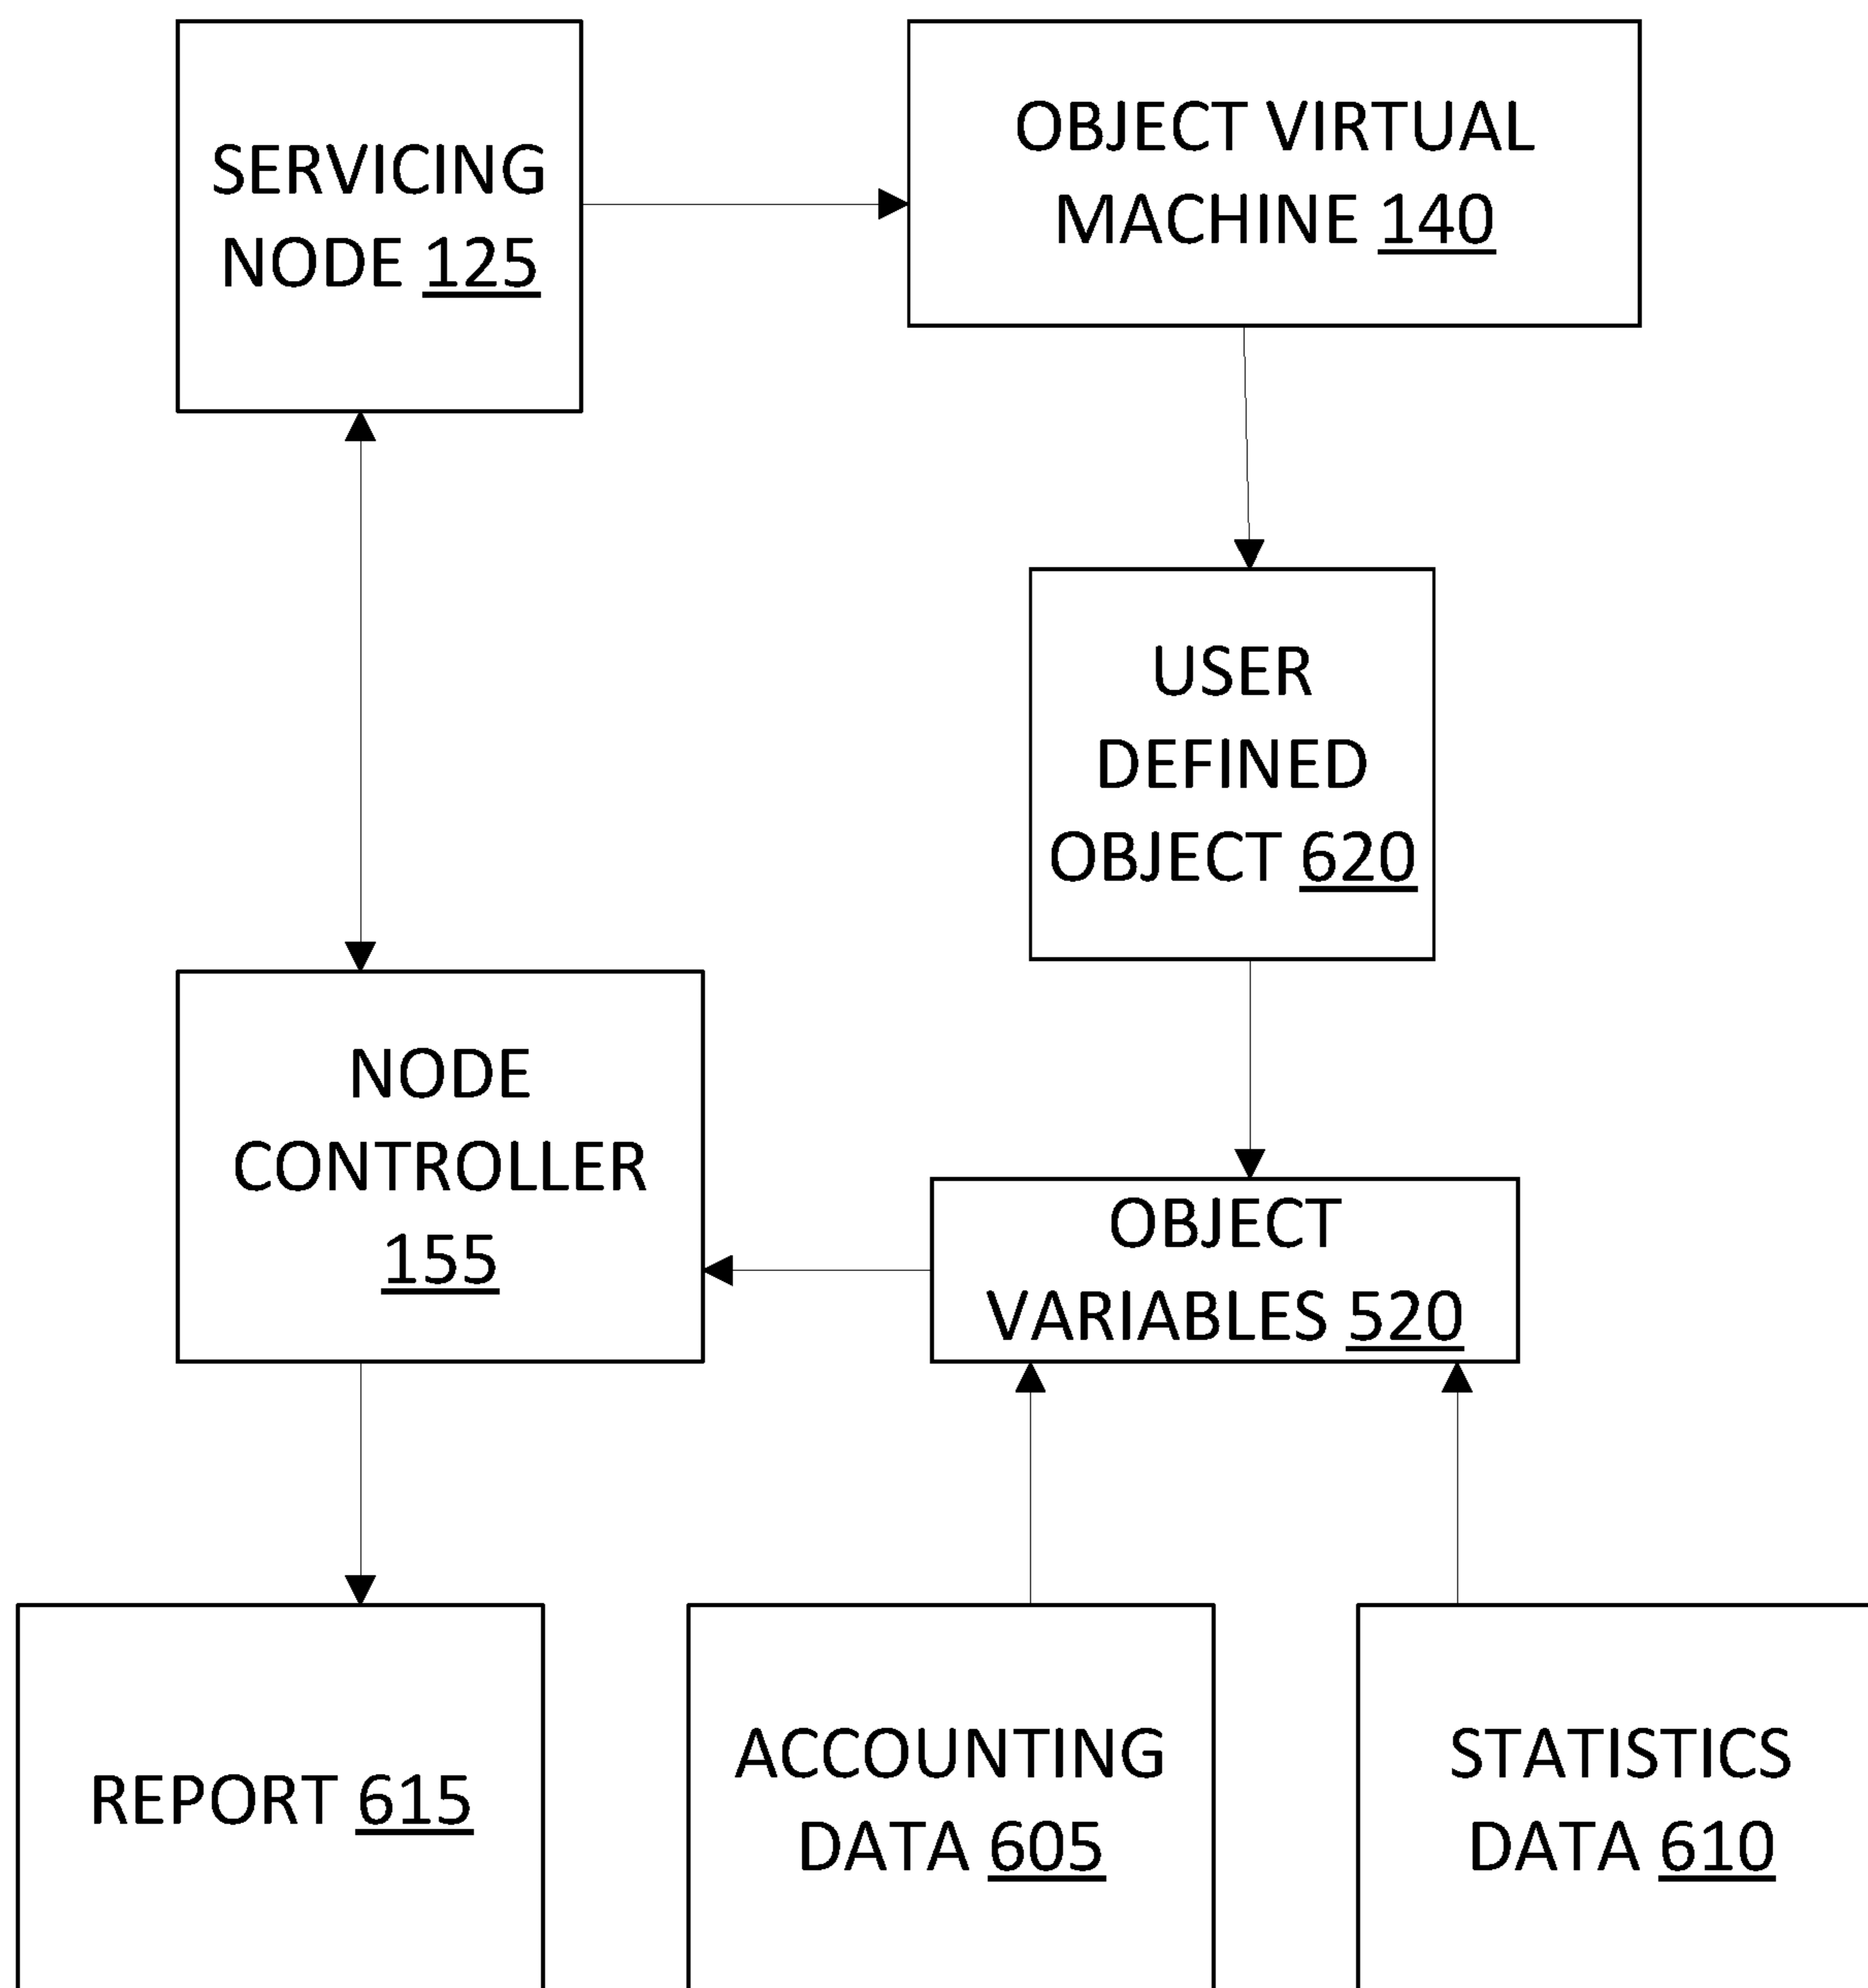 SERVICING
NODE 125
OBJECT VIRTUAL
MACHINE 140
USER
DEFINED
OBJECT 620
NODE
CONTROLLER
155
OBJECT
VARIABLES 520
REPORT 615
ACCOUNTING
DATA 605
STATISTICS
DATA 610